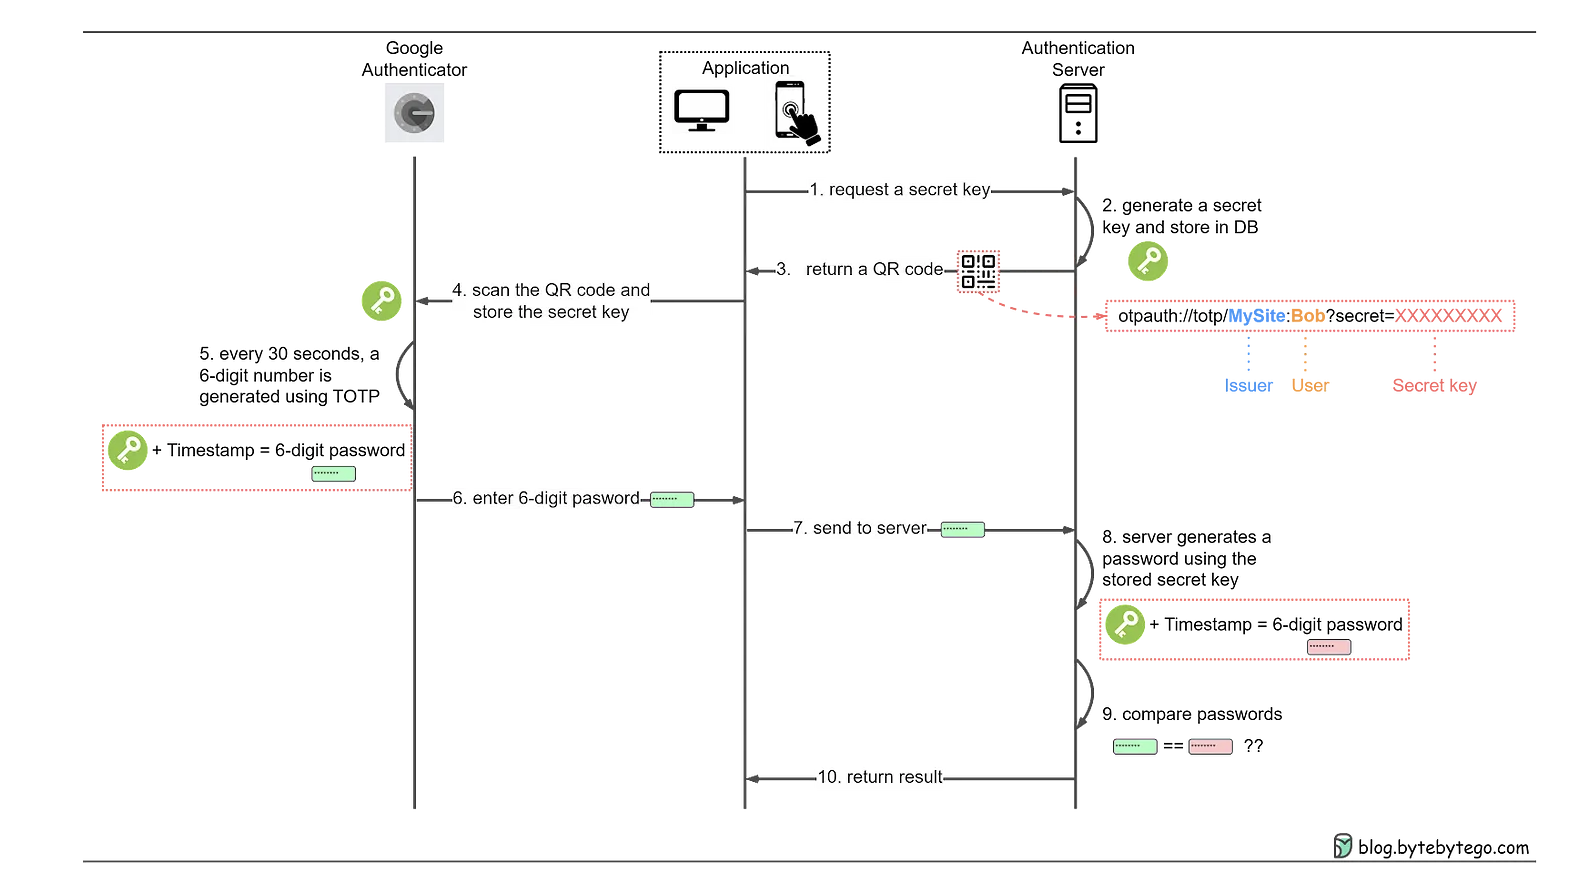 Google
Authenticator
Application
Authentication
Server
1. request a secret key
2. generate a secret
key and store in DB
3. return a QR code
4. scan the QR code and
store the secret key
otpauth://totp/MySite:Bob?secret=XXXXXXXXX
Issuer
User
Secret key
5. every 30 seconds, a
6-digit number is
generated using TOTP
+ Timestamp = 6-digit password
6. enter 6-digit pasword
7. send to server
8. server generates a
password using the
stored secret key
+ Timestamp = 6-digit password
9. compare passwords
== ??
10. return result
blog.bytebytego.com